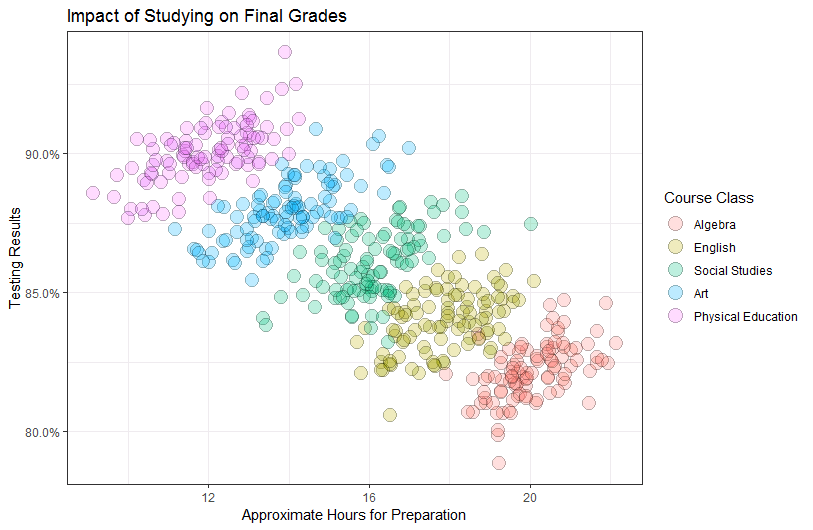 Impact of Studying on Final Grades
Testing Results
90.0%
85.0%
80.0%
12
16
20
Approximate Hours for Preparation
Course Class
Algebra
English
Social Studies
Art
Physical Education